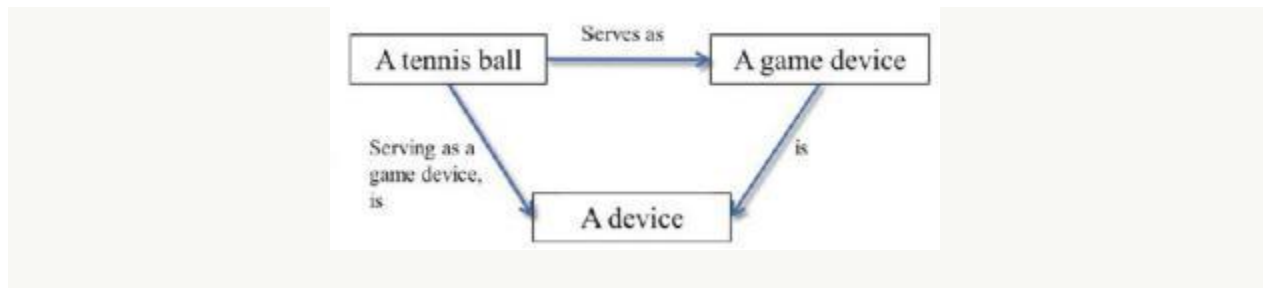 Serves as
A tennis ball
A game device
Serving as a
game device,
is
is
A device